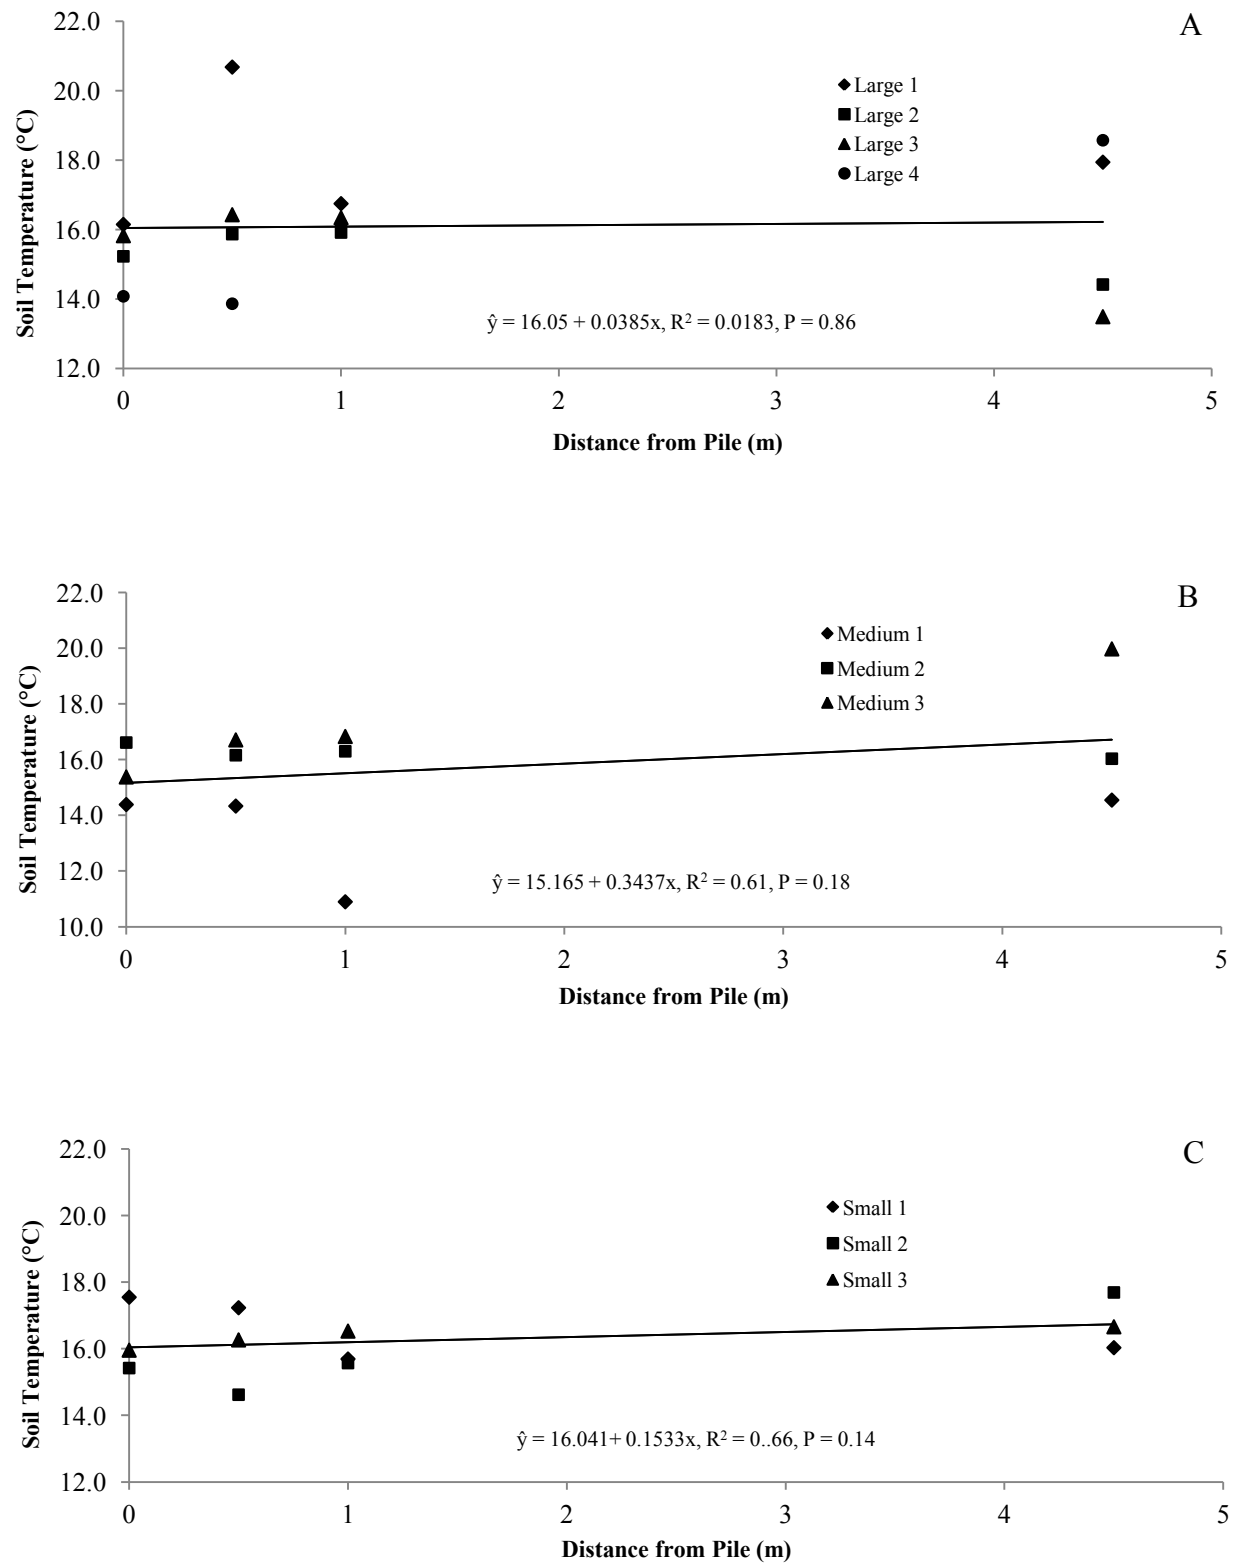 A
22.0
20.0
18.0
16.0
14.0
12.0
Soil Temperature (°C)
Large 1
Large 2
Large 3
Large 4
ŷ = 16.05 + 0.0385x, R² = 0.0183, P = 0.86
0 1 2 3 4 5
Distance from Pile (m)
B
22.0
20.0
18.0
16.0
14.0
12.0
10.0
Soil Temperature (°C)
Medium 1
Medium 2
Medium 3
ŷ = 15.165 + 0.3437x, R² = 0.61, P = 0.18
0 1 2 3 4 5
Distance from Pile (m)
C
22.0
20.0
18.0
16.0
14.0
12.0
Soil Temperature (°C)
Small 1
Small 2
Small 3
ŷ = 16.041+ 0.1533x, R² = 0..66, P = 0.14
0 1 2 3 4 5
Distance from Pile (m)